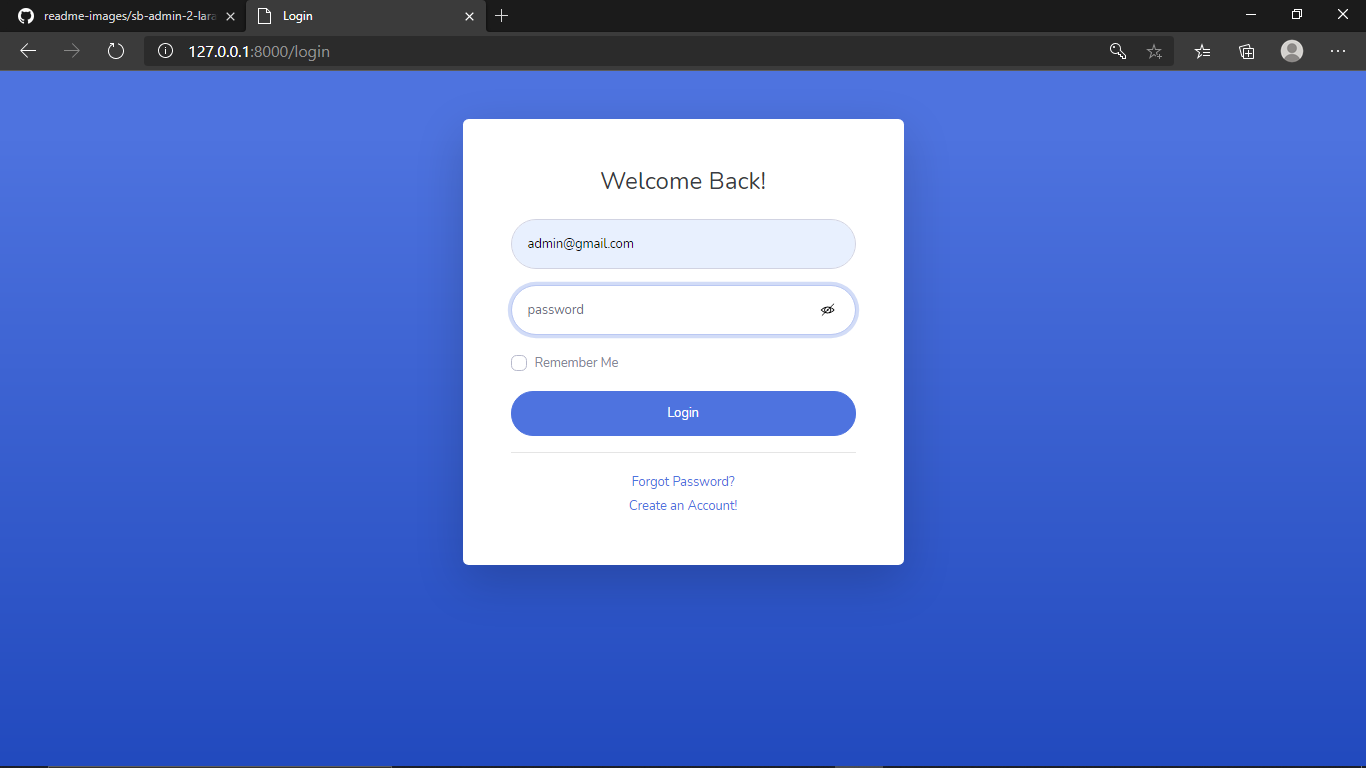 readme-images/sb-admin-2-lara
Login
127.0.0.1:8000/login
Welcome Back!
admin@gmail.com
password
Remember Me
Login
Forgot Password?
Create an Account!